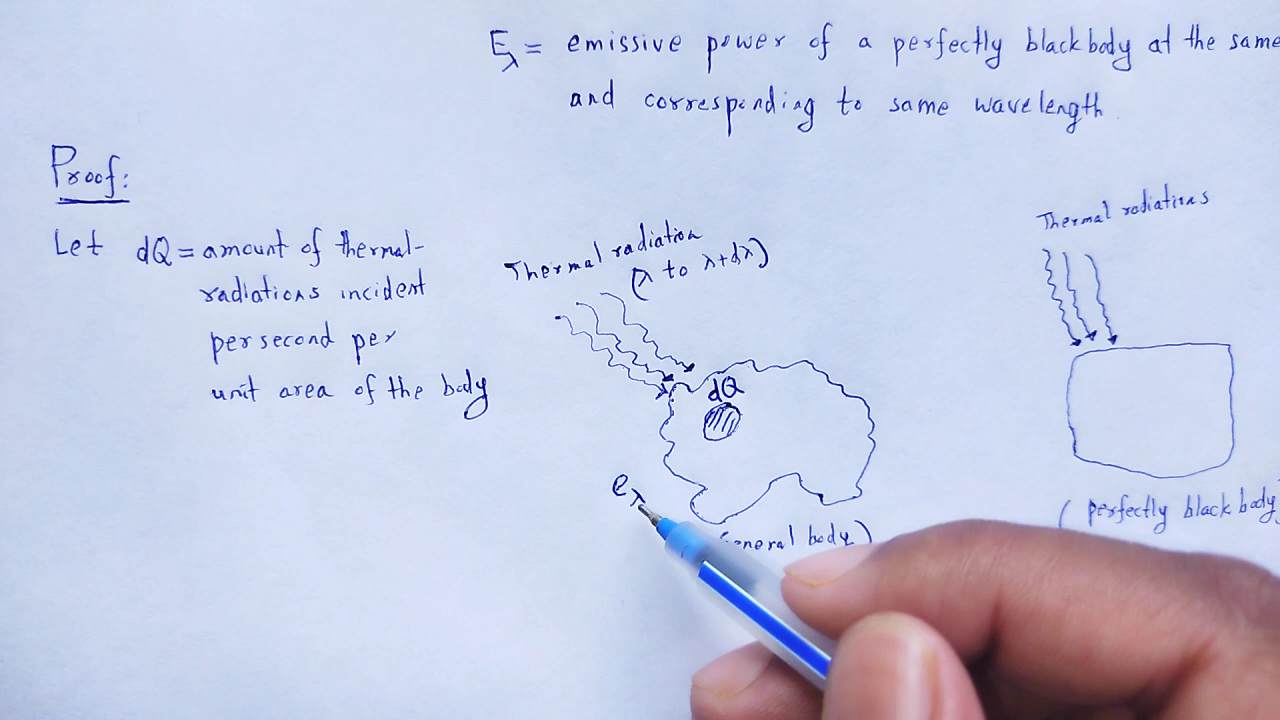 Eλ = emissive power of a perfectly blackbody at the same
and corresponding to same wavelength
Proof:
Let dQ = amount of thermal-
radiations incident
per second per
unit area of the body
Thermal radiation
(λ to λ+dλ)
dQ
eλ
General body)
Thermal radiations
(perfectly black body